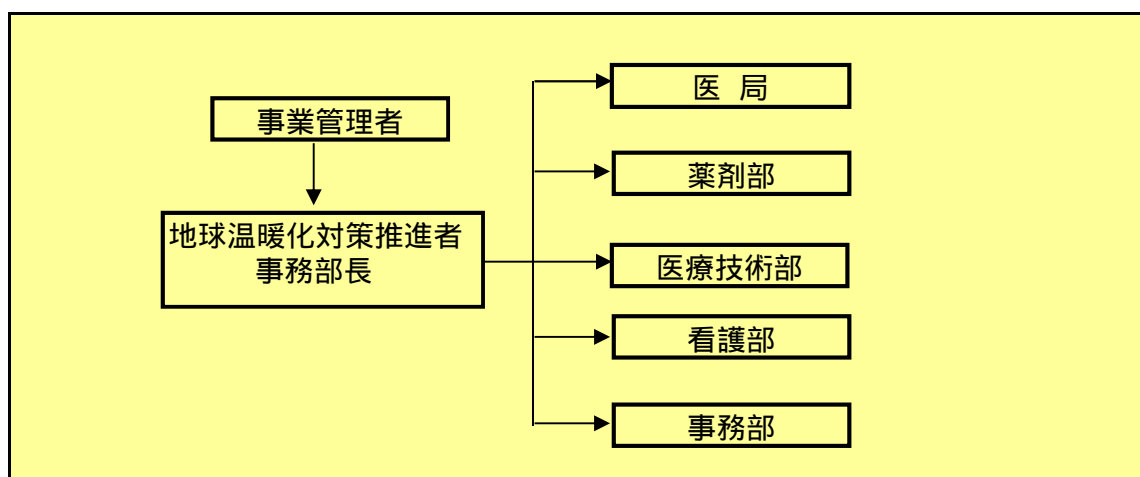 事業管理者
地球温暖化対策推進者
事務部長
医 局
薬剤部
医療技術部
看護部
事務部